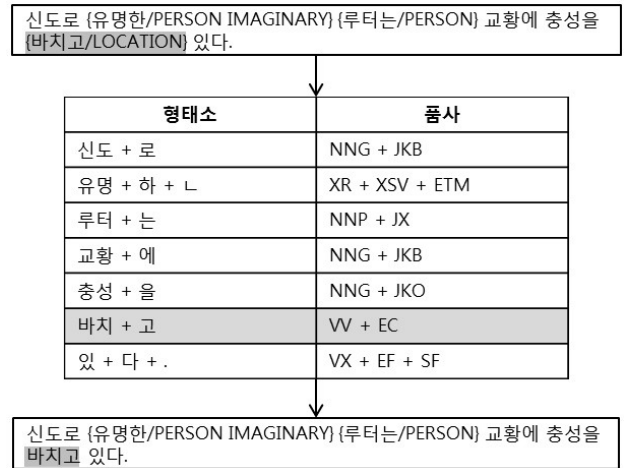 신도로 {유명한/PERSON IMAGINARY} {루터는/PERSON} 교황에 충성을
{바치고/LOCATION} 있다.
형태소 품사
신도 + 로 NNG + JKB
유명 + 하 + ㄴ XR + XSV + ETM
루터 + 는 NNP + JX
교황 + 에 NNG + JKB
충성 + 을 NNG + JKO
바치 + 고 VV + EC
있 + 다 + . VX + EF + SF
신도로 {유명한/PERSON IMAGINARY} {루터는/PERSON} 교황에 충성을
바치고 있다.